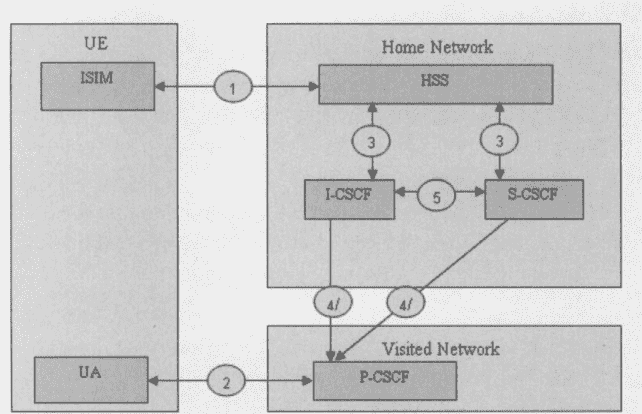 UE
Home Network
ISIM
1
HSS
3
3
I-CSCF
5
S-CSCF
4/
4/
Visited Network
UA
2
P-CSCF